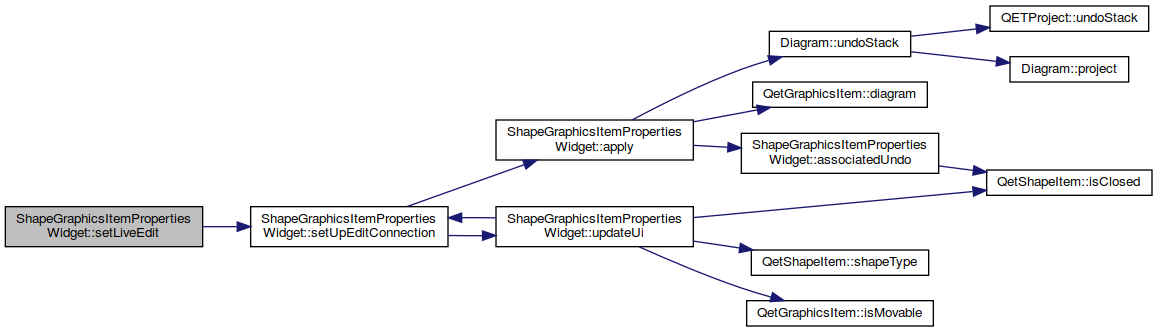 ShapeGraphicsItemProperties
Widget::setLiveEdit
ShapeGraphicsItemProperties
Widget::setUpEditConnection
ShapeGraphicsItemProperties
Widget::apply
Diagram::undoStack
QETProject::undoStack
Diagram::project
QetGraphicsItem::diagram
ShapeGraphicsItemProperties
Widget::associatedUndo
QetShapeItem::isClosed
ShapeGraphicsItemProperties
Widget::updateUi
QetShapeItem::shapeType
QetGraphicsItem::isMovable